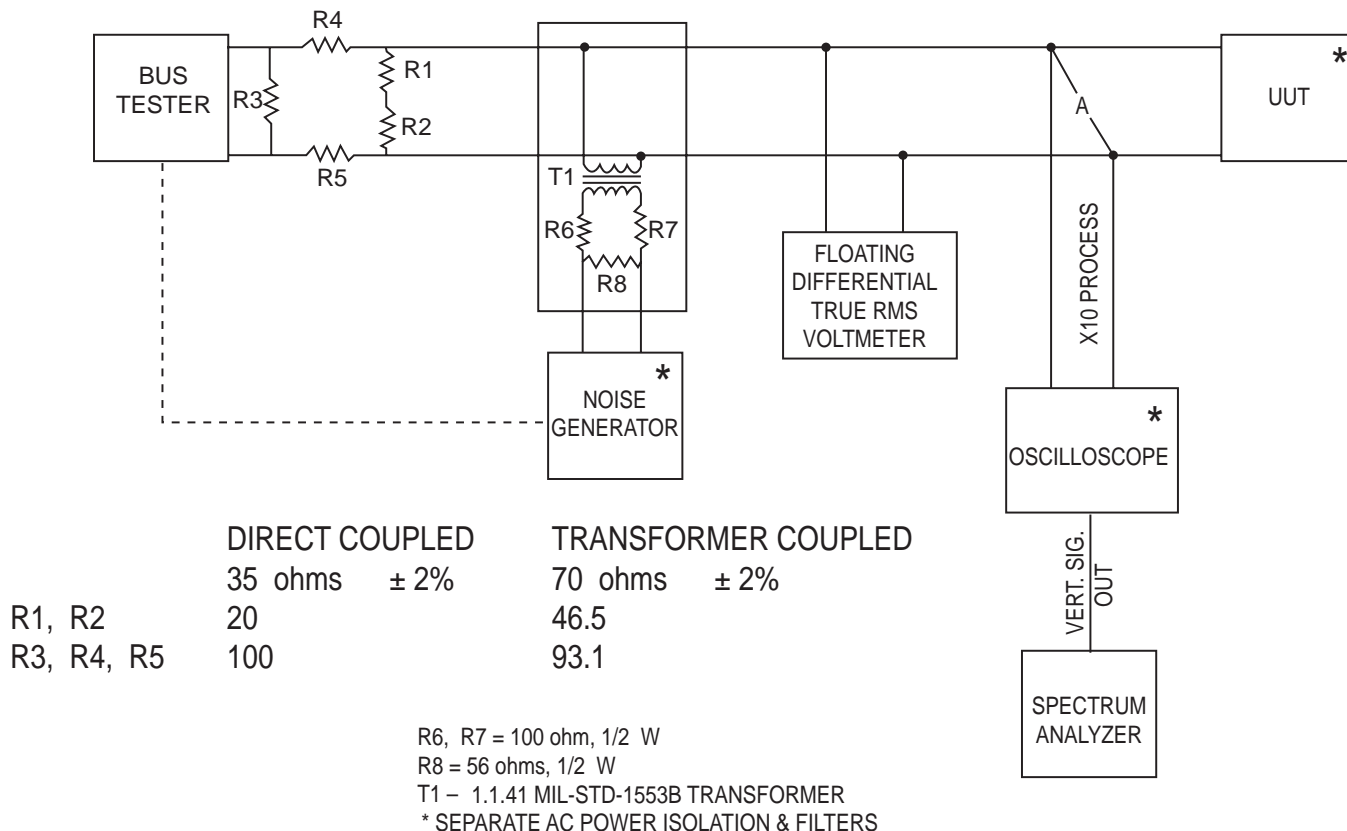 R4
BUS
TESTER
R3
R1
R2
R5
T1
R6
R7
R8
NOISE
GENERATOR
*
FLOATING
DIFFERENTIAL
TRUE RMS
VOLTMETER
A
UUT
*
X10 PROCESS
OSCILLOSCOPE
*
VERT. SIG.
OUT
SPECTRUM
ANALYZER
DIRECT COUPLED TRANSFORMER COUPLED
35 ohms ± 2% 70 ohms ± 2%
R1, R2 20 46.5
R3, R4, R5 100 93.1
R6, R7 = 100 ohm, 1/2 W
R8 = 56 ohms, 1/2 W
T1 – 1.1.41 MIL-STD-1553B TRANSFORMER
* SEPARATE AC POWER ISOLATION & FILTERS